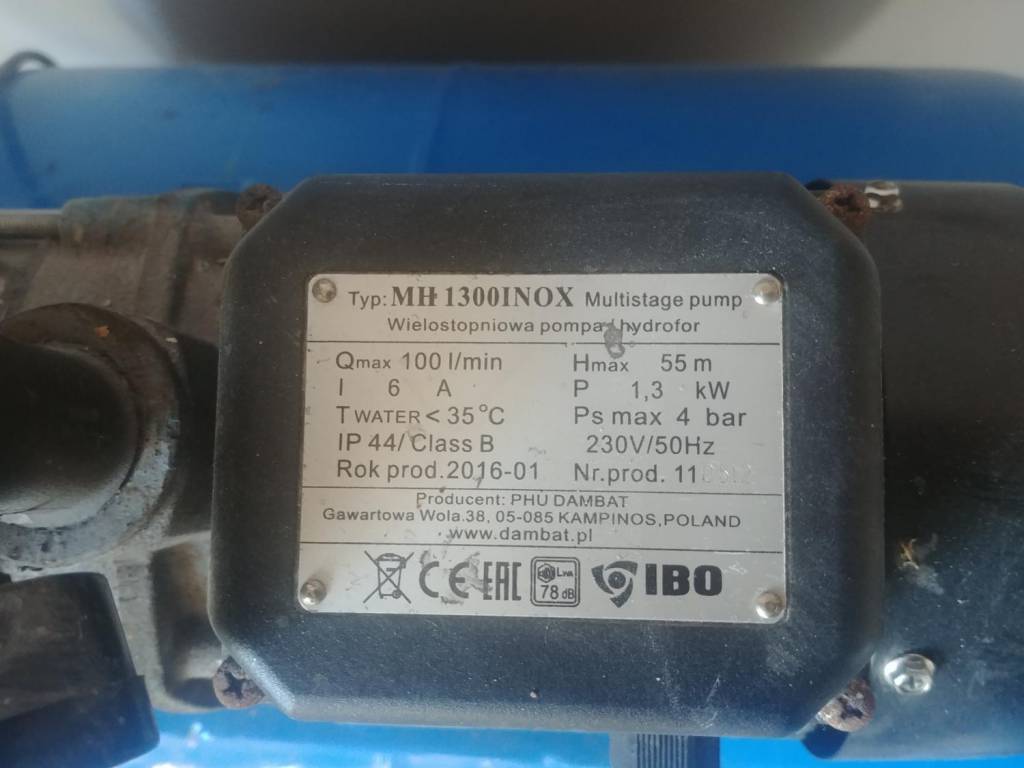 Typ: MH 1300INOX Multistage pump
Wielostopniowa pompa / hydrofor
Qmax 100 l/min Hmax 55 m
I 6 A P 1,3 kW
T WATER < 35 °C Ps max 4 bar
IP 44/ Class B 230V/50Hz
Rok prod. 2016-01 Nr. prod.
Producent: PHU DAMBAT
Gawartowa Wola.38, 05-085 KAMPINOS, POLAND
www.dambat.pl
CE EAC LWA 78 dB IBO